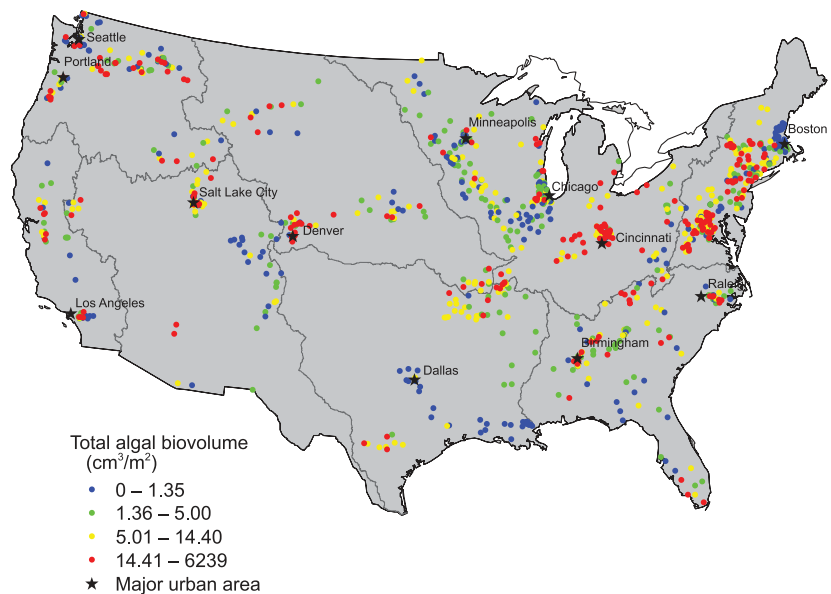 Seattle
Portland
Minneapolis
Boston
Chicago
Salt Lake City
Denver
Cincinnati
Los Angeles
Raleigh
Birmingham
Dallas
Total algal biovolume
(cm³/m²)
0 – 1.35
1.36 – 5.00
5.01 – 14.40
14.41 – 6239
Major urban area